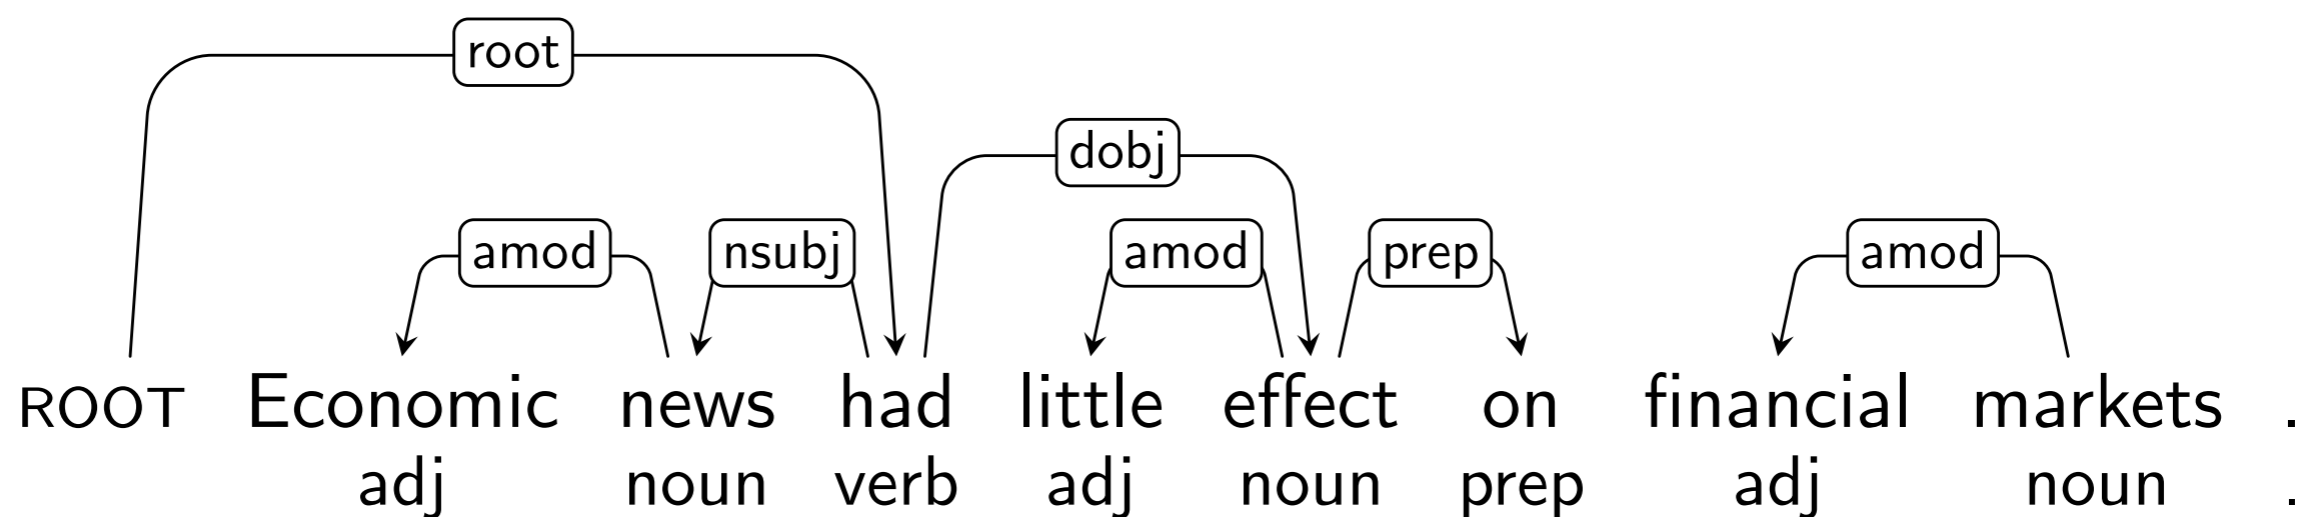 root
dobj
amod nsubj amod prep amod
ROOT Economic news had little effect on financial markets .
adj noun verb adj noun prep adj noun .